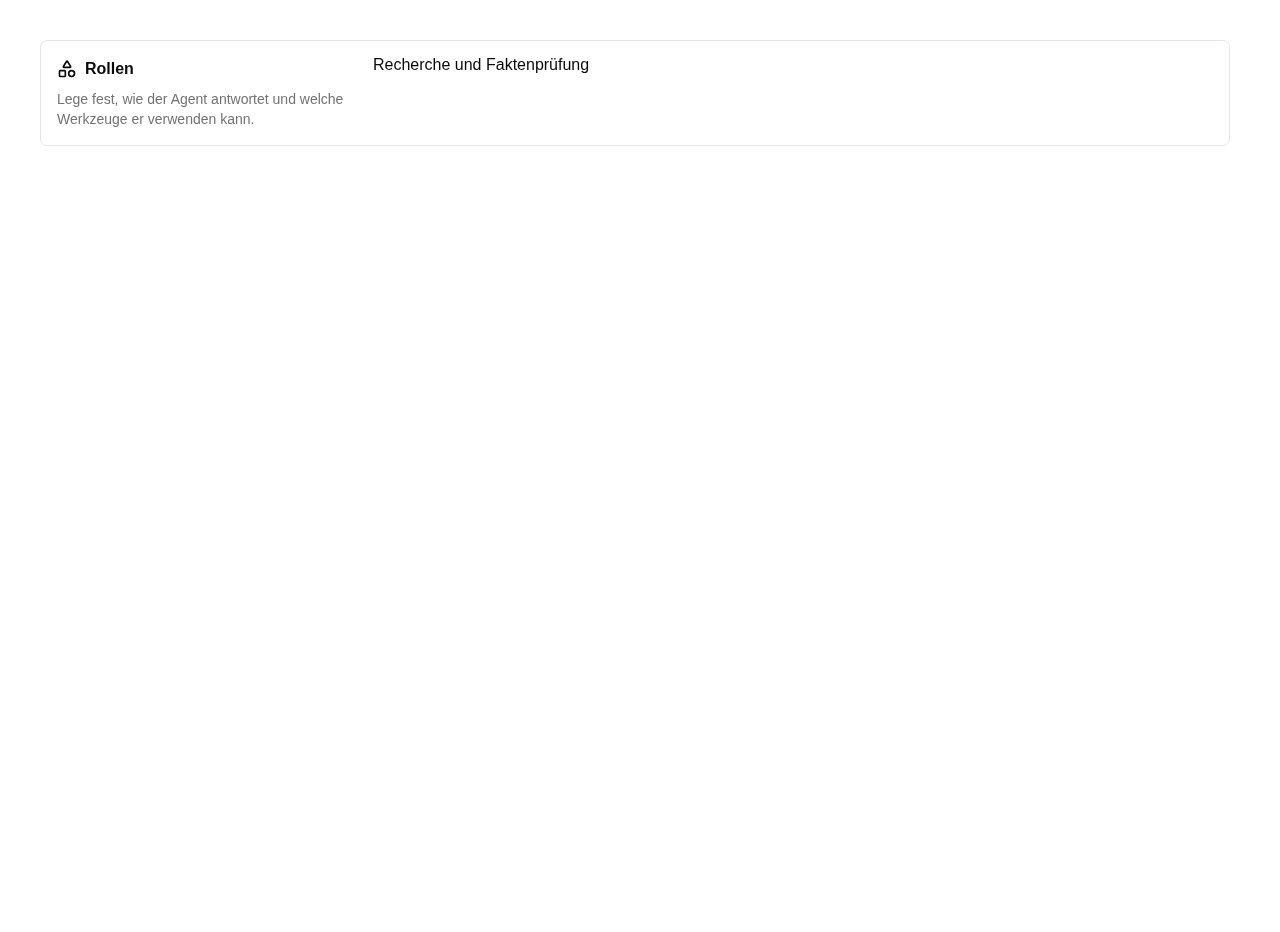 Rollen
Lege fest, wie der Agent antwortet und welche
Werkzeuge er verwenden kann.
Recherche und Faktenprüfung